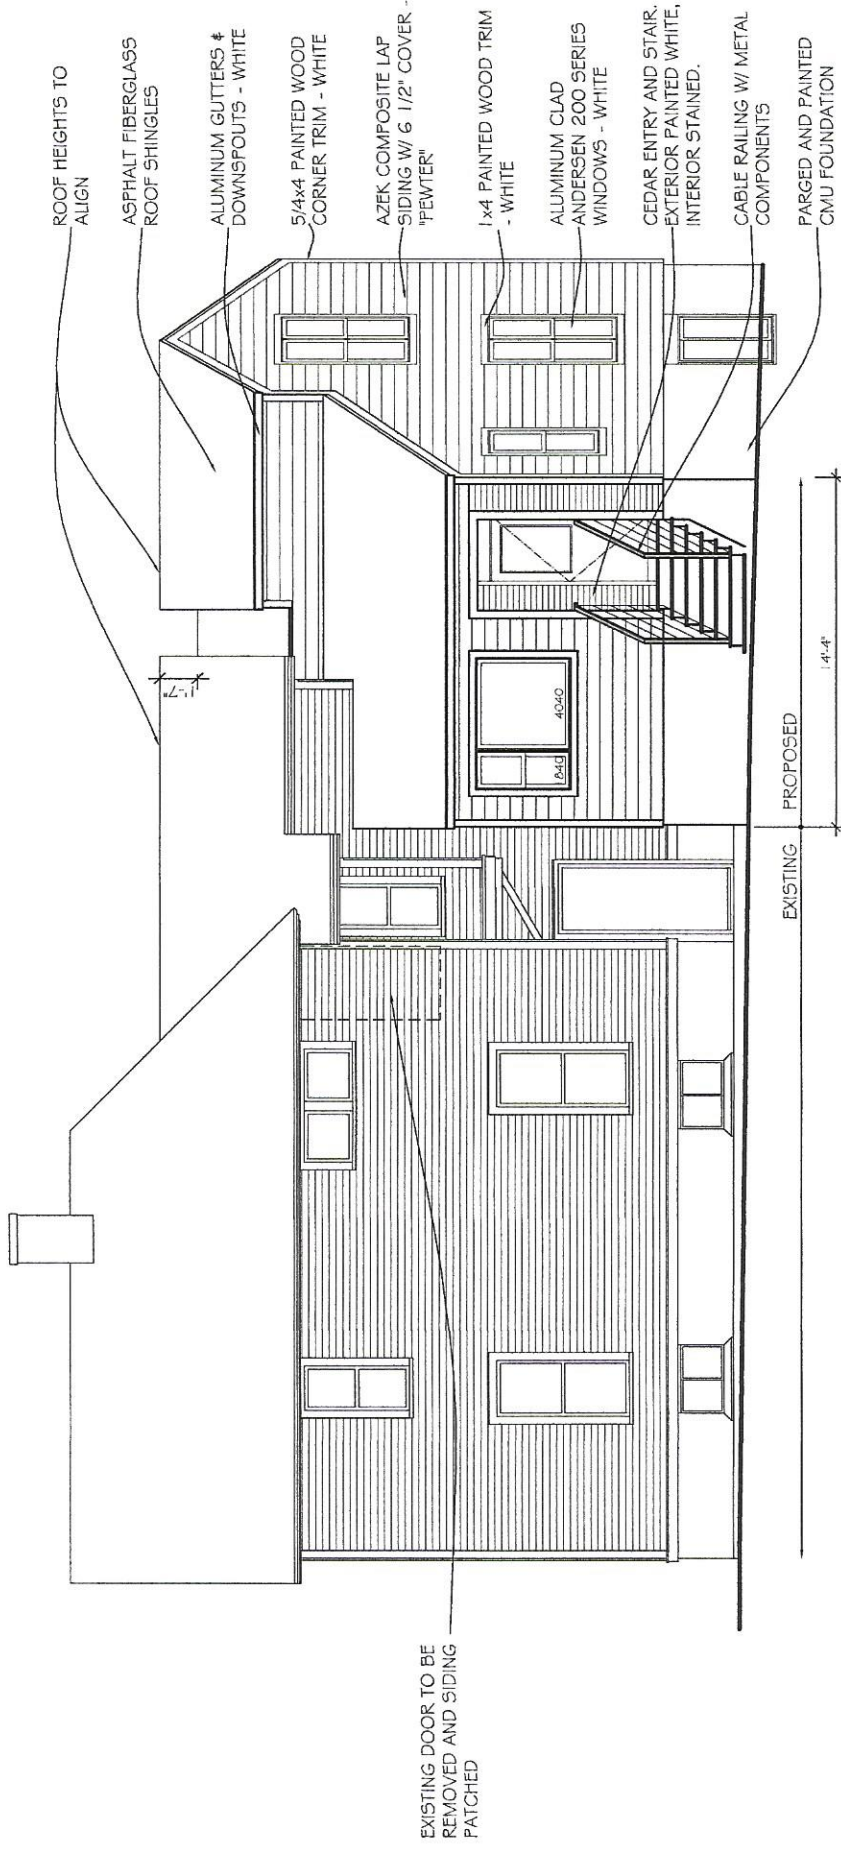 ROOF HEIGHTS TO
ALIGN
ASPHALT FIBERGLASS
ROOF SHINGLES
ALUMINUM GUTTERS &
DOWNSPOUTS - WHITE
5/4x4 PAINTED WOOD
CORNER TRIM - WHITE
AZEK COMPOSITE LAP
SIDING W/ 6 1/2" COVER -
"PEWTER"
1x4 PAINTED WOOD TRIM
- WHITE
ALUMINUM CLAD
ANDERSEN 200 SERIES
WINDOWS - WHITE
CEDAR ENTRY AND STAIR.
EXTERIOR PAINTED WHITE,
INTERIOR STAINED.
CABLE RAILING W/ METAL
COMPONENTS
PARGED AND PAINTED
CMU FOUNDATION
1'-7"
1840
4040
EXISTING
PROPOSED
14'-4"
EXISTING DOOR TO BE
REMOVED AND SIDING
PATCHED